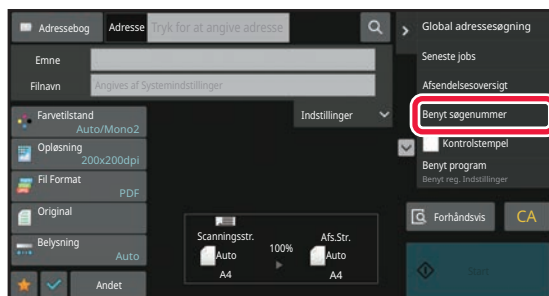 Adressebog
Adresse
Tryk for at angive adresse
Emne
Filnavn
Angives af Systemindstillinger
Farvetilstand
Auto/Mono2
Opløsning
200x200dpi
Fil Format
PDF
Original
Belysning
Auto
Andet
Indstillinger
Scanningsstr.
Auto
A4
100%
Afs.Str.
Auto
A4
Global adressesøgning
Seneste jobs
Afsendelsesoversigt
Benyt søgenummer
Kontrolstempel
Benyt program
Benyt reg. Indstillinger
Forhåndsvis
CA
Start